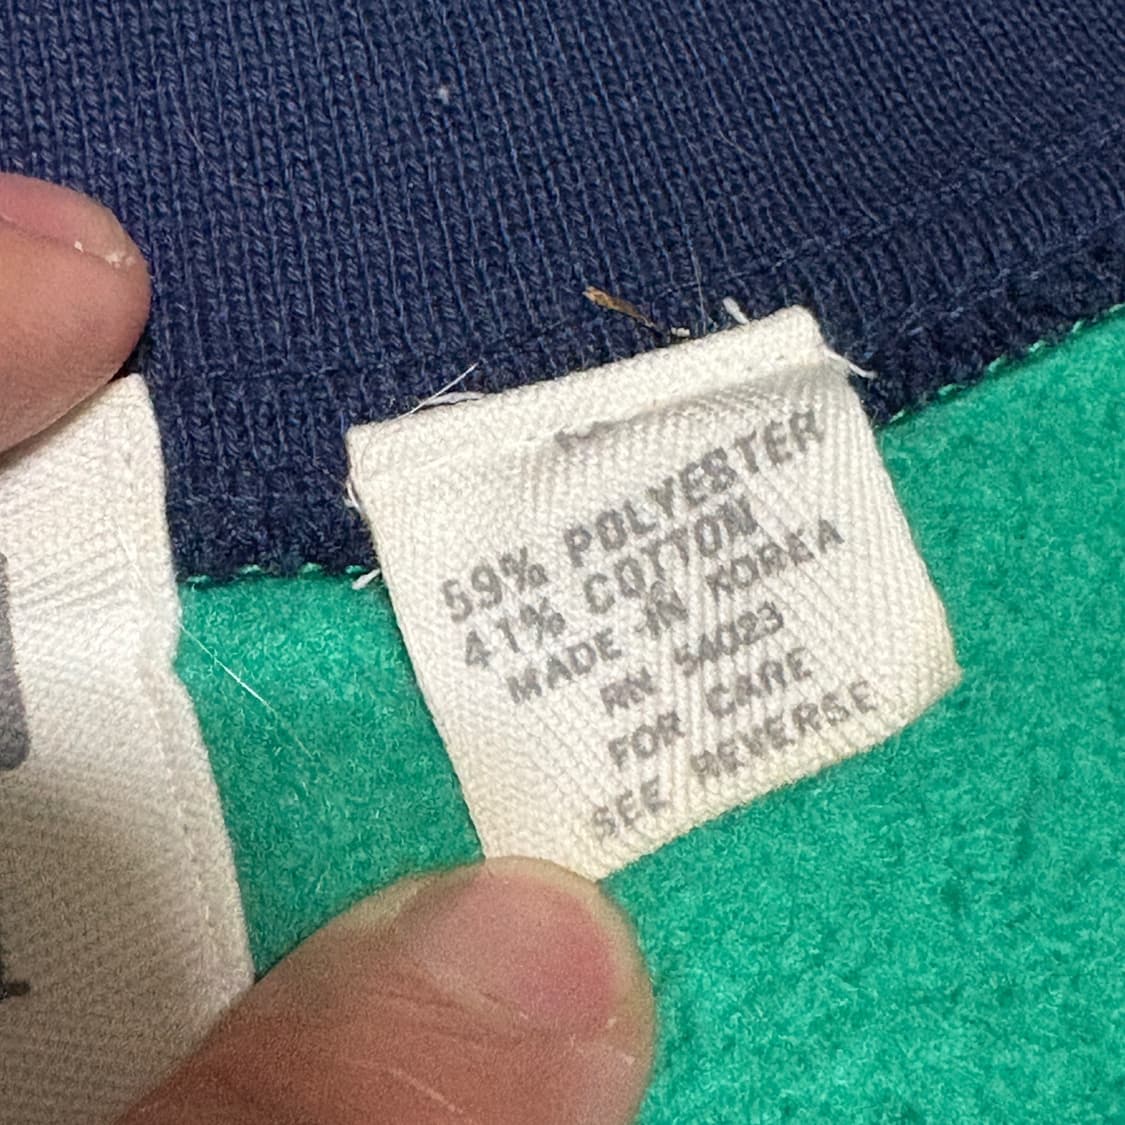 59% POLYESTER
41% COTTON
MADE IN KOREA
RN 54023
FOR CARE
SEE REVERSE